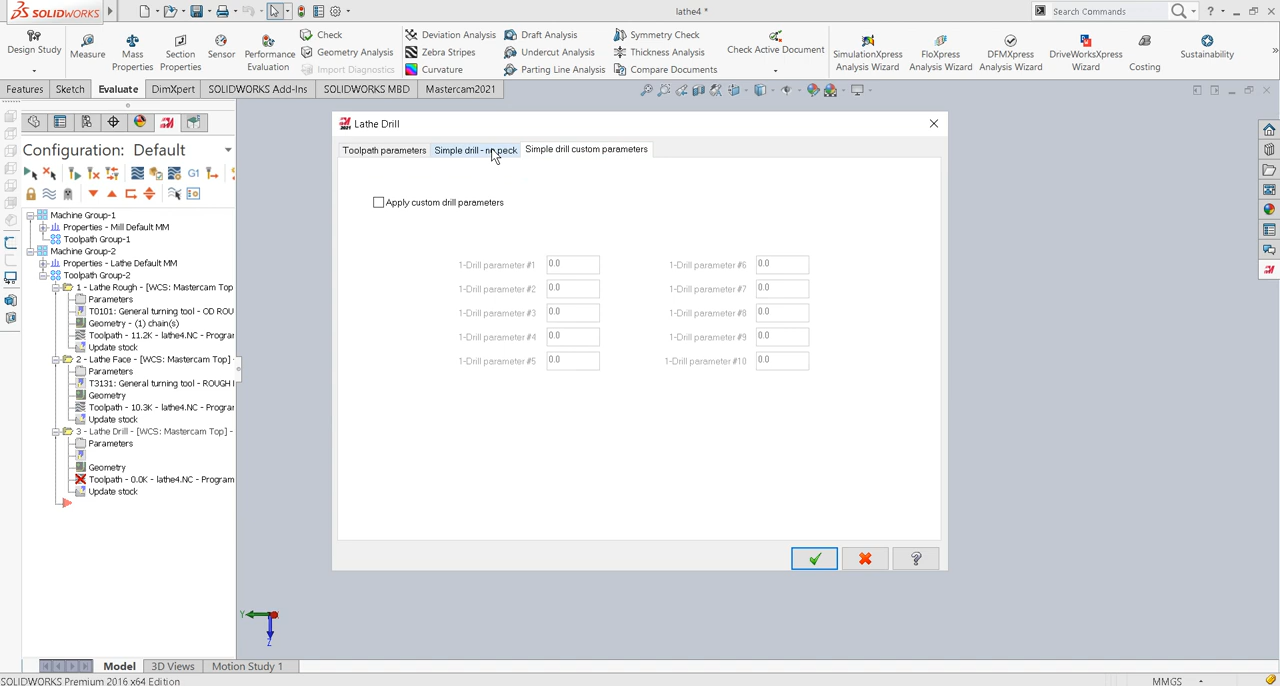 SOLIDWORKS
lathe4 *
Search Commands
?
Design Study
Measure
Mass Properties
Section Properties
Sensor
Performance Evaluation
Check
Geometry Analysis
Import Diagnostics
Deviation Analysis
Zebra Stripes
Curvature
Draft Analysis
Undercut Analysis
Parting Line Analysis
Symmetry Check
Thickness Analysis
Compare Documents
Check Active Document
SimulationXpress Analysis Wizard
FloXpress Analysis Wizard
DFMXpress Analysis Wizard
DriveWorksXpress Wizard
Costing
Sustainability
Features
Sketch
Evaluate
DimXpert
SOLIDWORKS Add-Ins
SOLIDWORKS MBD
Mastercam2021
Configuration: Default
G1
Machine Group-1
Properties - Mill Default MM
Toolpath Group-1
Machine Group-2
Properties - Lathe Default MM
Toolpath Group-2
1 - Lathe Rough - [WCS: Mastercam Top
Parameters
T0101: General turning tool - OD ROU
Geometry - (1) chain(s)
Toolpath - 11.2K - lathe4.NC - Progra
Update stock
2 - Lathe Face - [WCS: Mastercam Top]
Parameters
T3131: General turning tool - ROUGH
Geometry
Toolpath - 10.3K - lathe4.NC - Progra
Update stock
3 - Lathe Drill - [WCS: Mastercam Top] -
Parameters
Geometry
Toolpath - 0.0K - lathe4.NC - Program
Update stock
Lathe Drill
Toolpath parameters
Simple drill - no peck
Simple drill custom parameters
Apply custom drill parameters
1-Drill parameter #1 0.0
1-Drill parameter #6 0.0
1-Drill parameter #2 0.0
1-Drill parameter #7 0.0
1-Drill parameter #3 0.0
1-Drill parameter #8 0.0
1-Drill parameter #4 0.0
1-Drill parameter #9 0.0
1-Drill parameter #5 0.0
1-Drill parameter #10 0.0
?
Y
Z
Model
3D Views
Motion Study 1
SOLIDWORKS Premium 2016 x64 Edition
MMGS